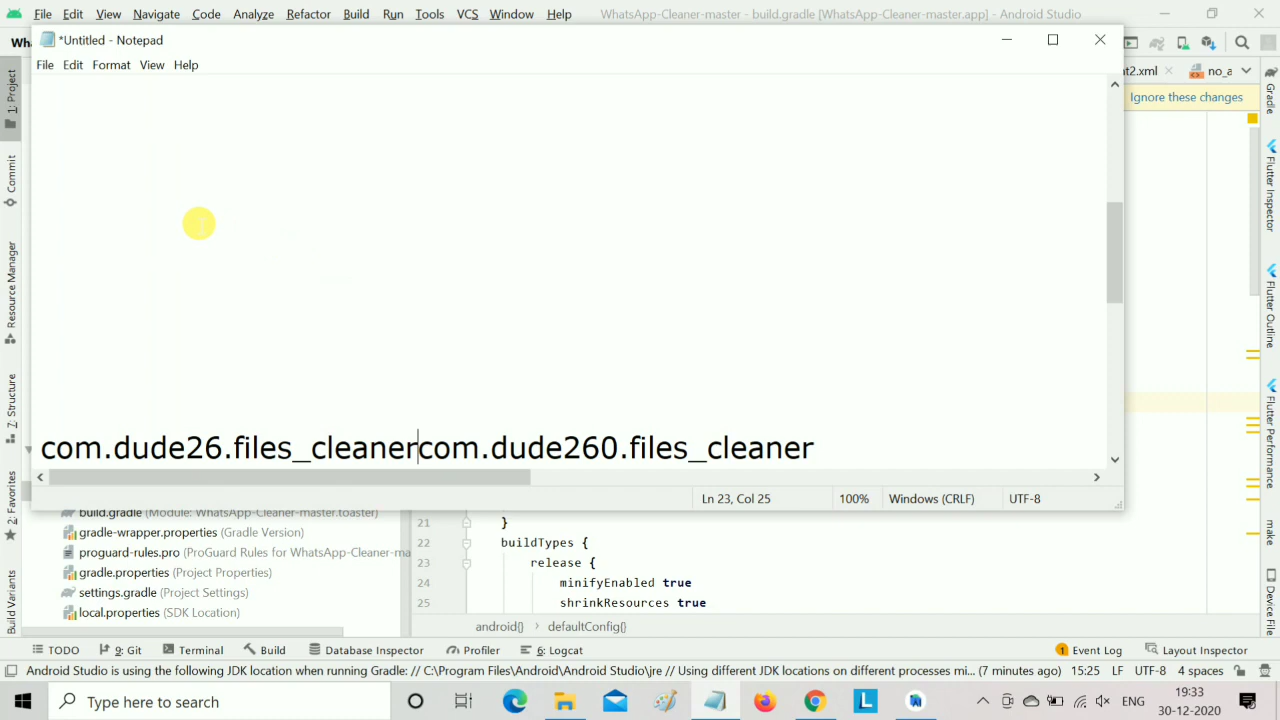 File Edit View Navigate Code Analyze Refactor Build Run Tools VCS Window Help WhatsApp-Cleaner-master - build.gradle [WhatsApp-Cleaner-master.app] - Android Studio
*Untitled - Notepad
File Edit Format View Help
1: Project
Commit
Resource Manager
Z: Structure
2: Favorites
Build Variants
no_a
Ignore these changes
com.dude26.files_cleanercom.dude260.files_cleaner
Ln 23, Col 25 100% Windows (CRLF) UTF-8
build.gradle (Module: WhatsApp-Cleaner-master.toaster)
gradle-wrapper.properties (Gradle Version)
proguard-rules.pro (ProGuard Rules for WhatsApp-Cleaner-ma
gradle.properties (Project Properties)
settings.gradle (Project Settings)
local.properties (SDK Location)
21 }
22 buildTypes {
23 release {
24 minifyEnabled true
25 shrinkResources true
android{} › defaultConfig{}
Gradle
Flutter Inspector
Flutter Outline
Flutter Performance
make
Device File
TODO 9: Git Terminal Build Database Inspector Profiler 6: Logcat 1 Event Log Layout Inspector
Android Studio is using the following JDK location when running Gradle: // C:\Program Files\Android\Android Studio\jre // Using different JDK locations on different processes mi... (7 minutes ago) 15:25 LF UTF-8 4 spaces
Type here to search
L
ENG
19:33
30-12-2020